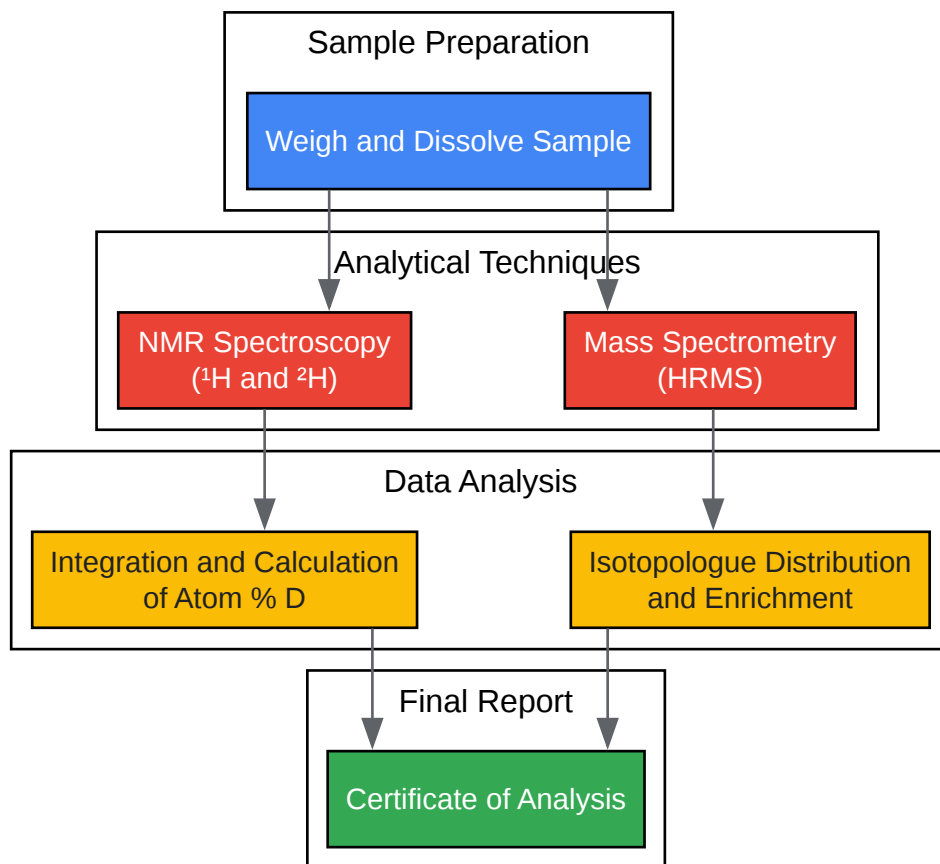 Sample Preparation
Weigh and Dissolve Sample
Analytical Techniques
NMR Spectroscopy
(¹H and ²H)
Mass Spectrometry
(HRMS)
Data Analysis
Integration and Calculation
of Atom % D
Isotopologue Distribution
and Enrichment
Final Report
Certificate of Analysis